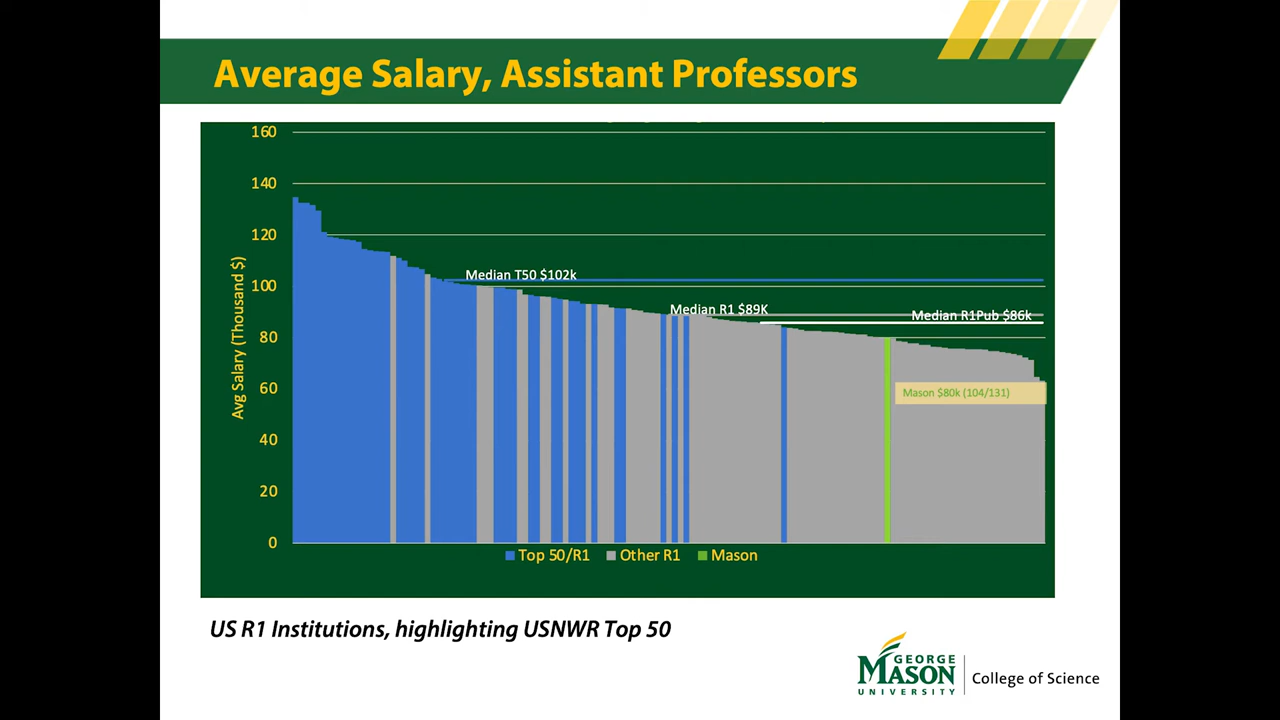 Average Salary, Assistant Professors
160
140
120
100
80
60
40
20
0
Avg Salary (Thousand $)
Median T50 $102k
Median R1 $89K
Median R1Pub $86k
Mason $80k (104/131)
Top 50/R1 Other R1 Mason
US R1 Institutions, highlighting USNWR Top 50
GEORGE
MASON
UNIVERSITY
College of Science